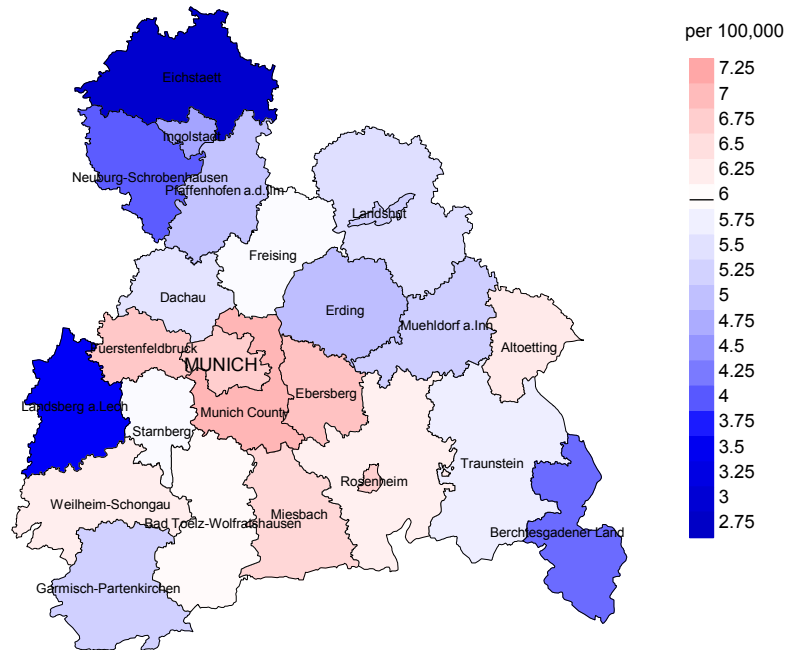 per 100,000
7.25
7
6.75
6.5
6.25
6
5.75
5.5
5.25
5
4.75
4.5
4.25
4
3.75
3.5
3.25
3
2.75
Eichstaett
Ingolstadt
Neuburg-Schrobenhausen
Pfaffenhofen a.d.Ilm
Landshut
Freising
Dachau
Erding
Muehldorf a.Inn
Altoetting
Fuerstenfeldbruck
MUNICH
Ebersberg
Landsberg a.Lech
Munich County
Starnberg
Traunstein
Rosenheim
Weilheim-Schongau
Miesbach
Bad Toelz-Wolfratshausen
Berchtesgadener Land
Garmisch-Partenkirchen